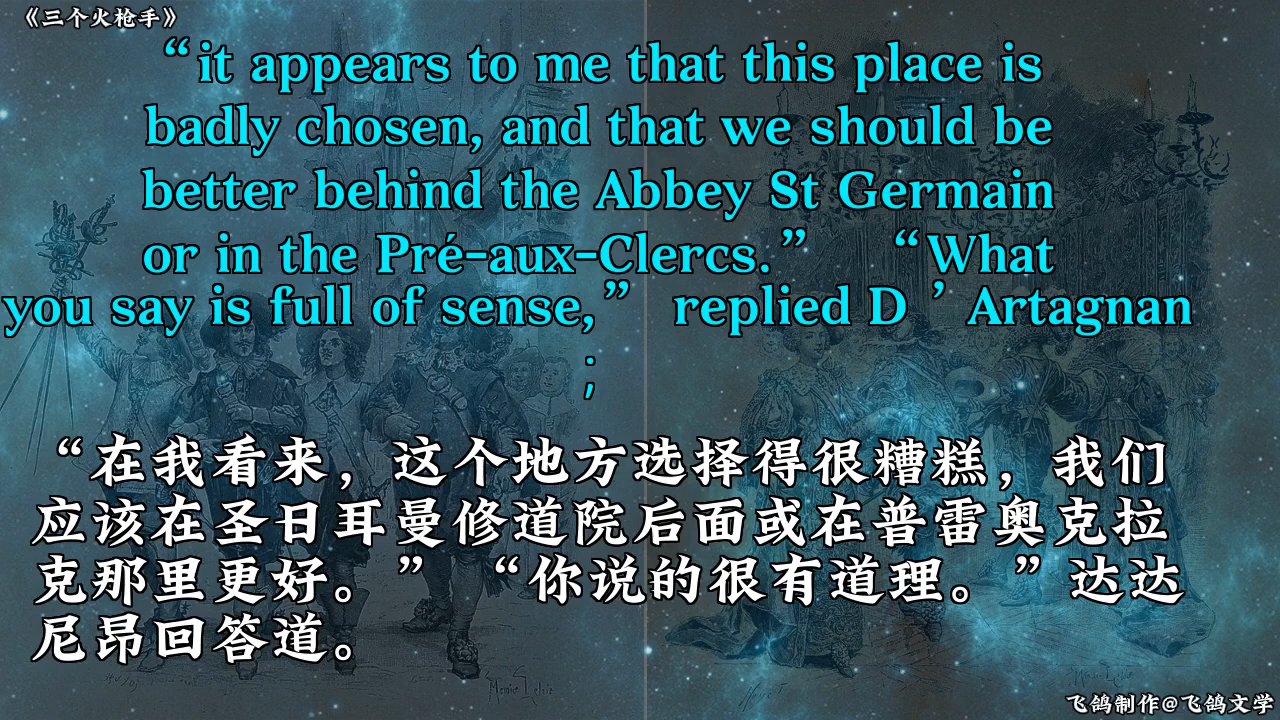 《三个火枪手》
“it appears to me that this place is
badly chosen, and that we should be
better behind the Abbey St Germain
or in the Pré-aux-Clercs.” “What
you say is full of sense,” replied D’Artagnan
;
“在我看来，这个地方选择得很糟糕，我们
应该在圣日耳曼修道院后面或在普雷奥克拉
克那里更好。” “你说的很有道理。”达达
尼昂回答道。
飞鸽制作@飞鸽文学